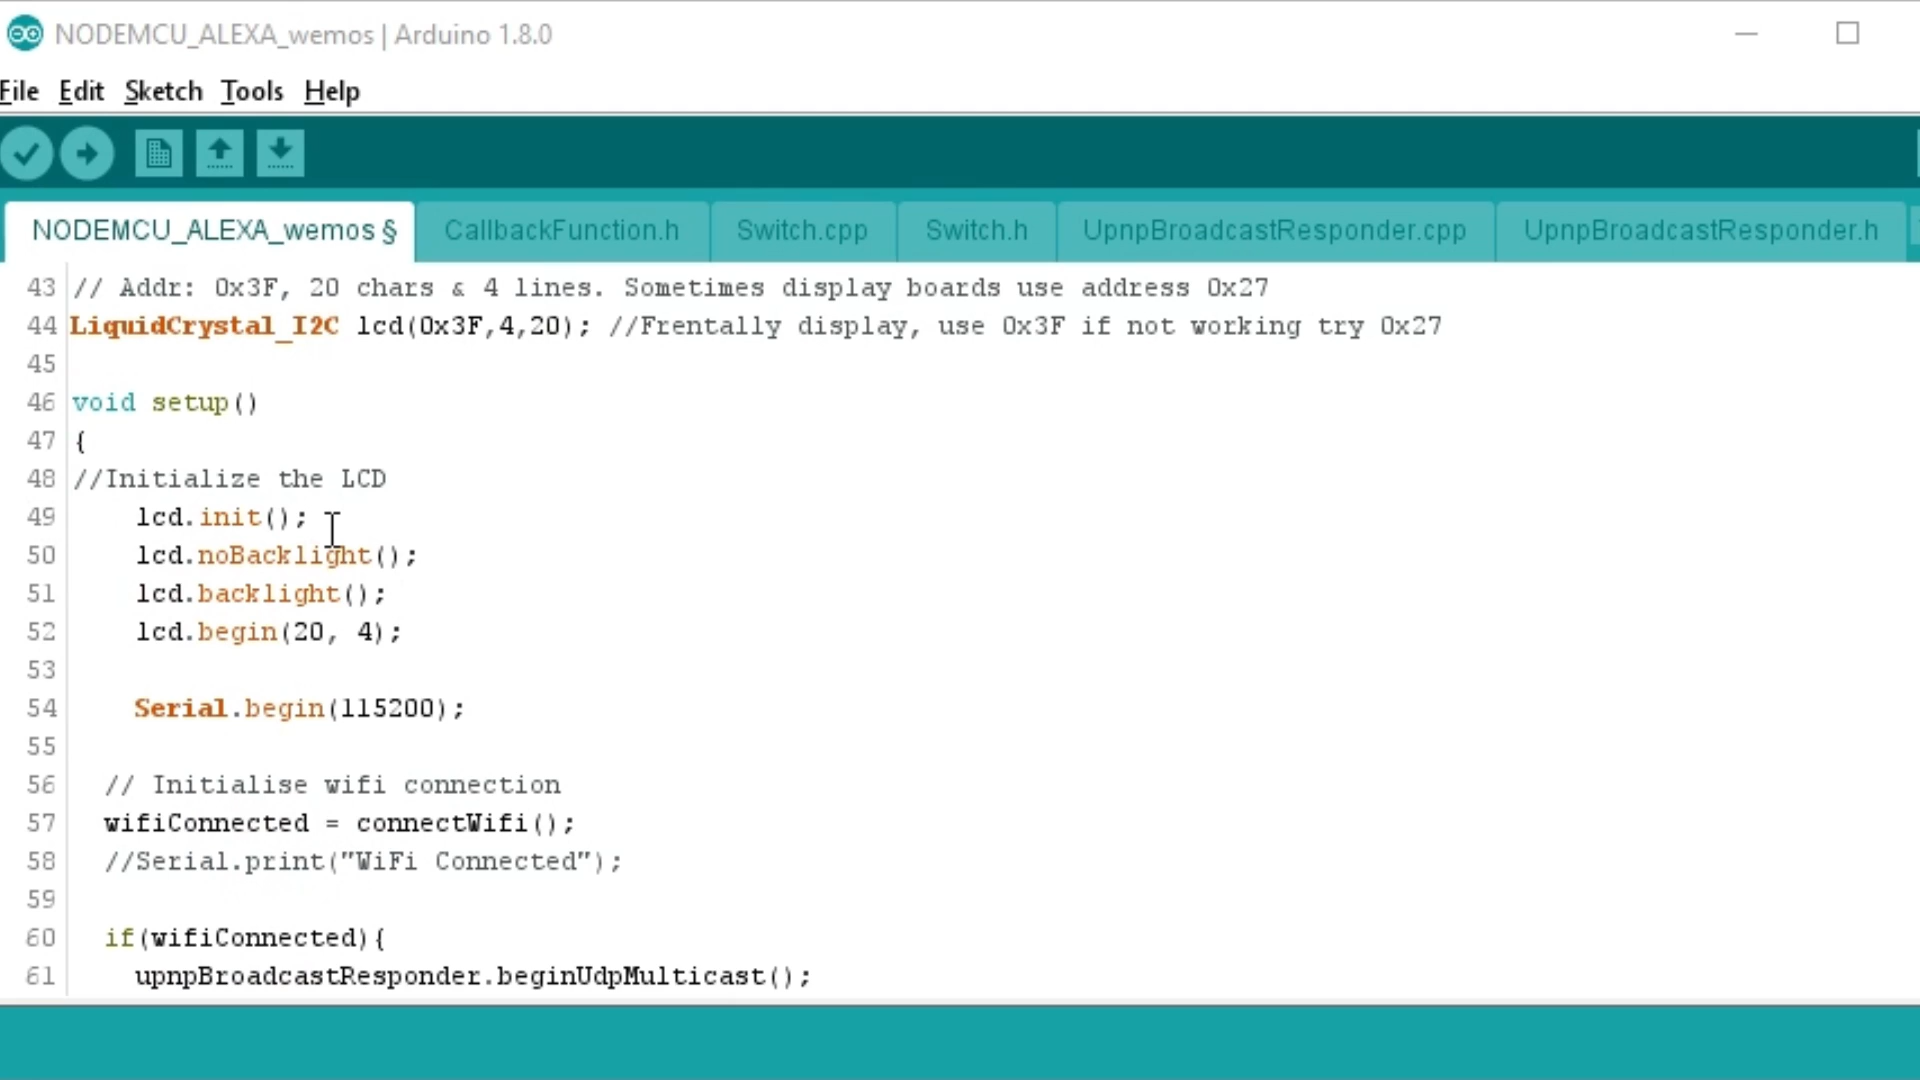 NODEMCU_ALEXA_wemos | Arduino 1.8.0
File Edit Sketch Tools Help
NODEMCU_ALEXA_wemos § CallbackFunction.h Switch.cpp Switch.h UpnpBroadcastResponder.cpp UpnpBroadcastResponder.h
43 // Addr: 0x3F, 20 chars & 4 lines. Sometimes display boards use address 0x27
44 LiquidCrystal_I2C lcd(0x3F,4,20); //Frentally display, use 0x3F if not working try 0x27
45
46 void setup()
47 {
48 //Initialize the LCD
49 lcd.init();
50 lcd.noBacklight();
51 lcd.backlight();
52 lcd.begin(20, 4);
53
54 Serial.begin(115200);
55
56 // Initialise wifi connection
57 wifiConnected = connectWifi();
58 //Serial.print("WiFi Connected");
59
60 if(wifiConnected){
61 upnpBroadcastResponder.beginUdpMulticast();